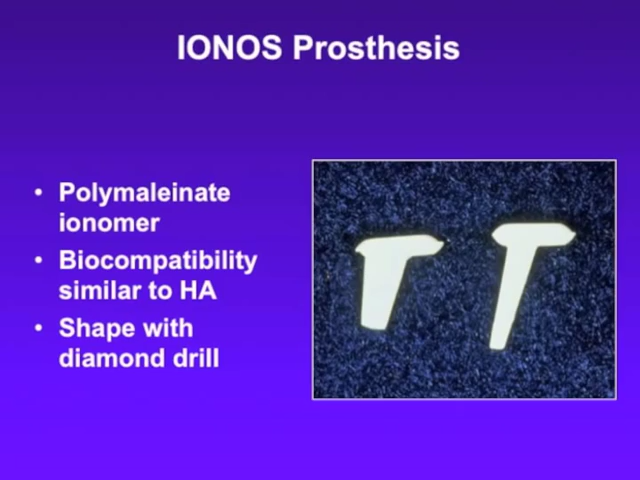 IONOS Prosthesis
• Polymaleinate
ionomer
• Biocompatibility
similar to HA
• Shape with
diamond drill